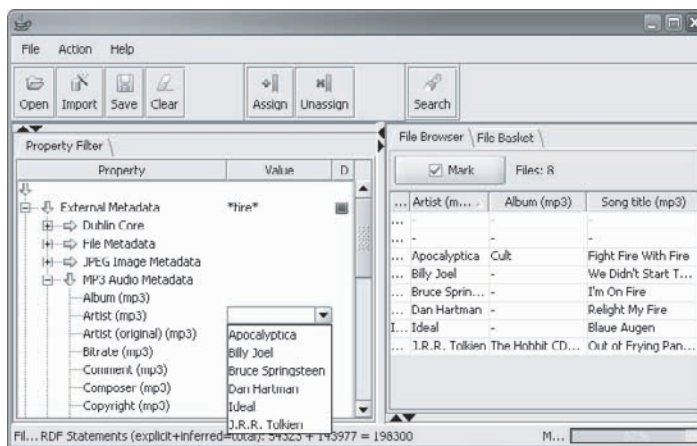 File Action Help
Open Import Save Clear Assign Unassign Search
Property Filter
Property Value D
External Metadata *fire*
Dublin Core
File Metadata
JPEG Image Metadata
MP3 Audio Metadata
Album (mp3)
Artist (mp3)
Artist (original) (mp3)
Bitrate (mp3)
Comment (mp3)
Composer (mp3)
Copyright (mp3)
Apocalyptica
Billy Joel
Bruce Springsteen
Dan Hartman
Ideal
J.R.R. Tolkien
File Browser File Basket
Mark Files: 8
... Artist (m... Album (mp3) Song title (mp3)
... - - -
... - - -
... Apocalyptica Cult Fight Fire With Fire
... Billy Joel - We Didn't Start T...
... Bruce Sprin... - I'm On Fire
... Dan Hartman - Relight My Fire
I... Ideal - Blaue Augen
... J.R.R. Tolkien The Hobbit CD... Out of Frying Pan...
Fil... RDF Statements (explicit+inferred=total): 54323 + 143977 = 198300 M...